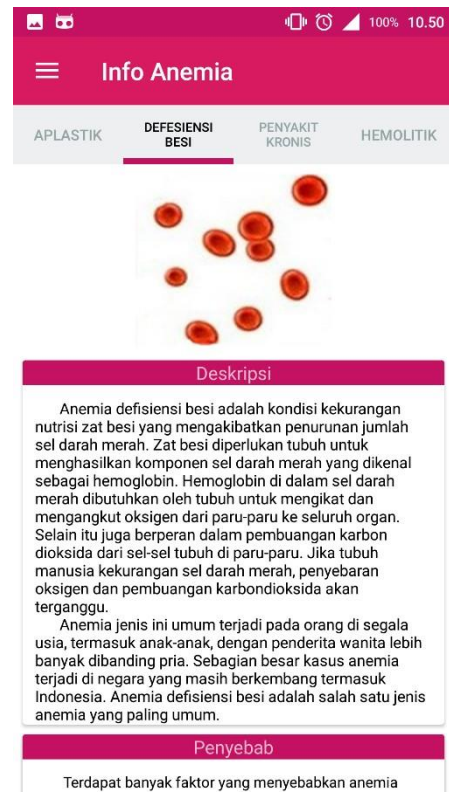 100% 10.50
Info Anemia
APLASTIK
DEFESIENSI
BESI
PENYAKIT
KRONIS
HEMOLITIK
Deskripsi
Anemia defisiensi besi adalah kondisi kekurangan
nutrisi zat besi yang mengakibatkan penurunan jumlah
sel darah merah. Zat besi diperlukan tubuh untuk
menghasilkan komponen sel darah merah yang dikenal
sebagai hemoglobin. Hemoglobin di dalam sel darah
merah dibutuhkan oleh tubuh untuk mengikat dan
mengangkut oksigen dari paru-paru ke seluruh organ.
Selain itu juga berperan dalam pembuangan karbon
dioksida dari sel-sel tubuh di paru-paru. Jika tubuh
manusia kekurangan sel darah merah, penyebaran
oksigen dan pembuangan karbondioksida akan
terganggu.
Anemia jenis ini umum terjadi pada orang di segala
usia, termasuk anak-anak, dengan penderita wanita lebih
banyak dibanding pria. Sebagian besar kasus anemia
terjadi di negara yang masih berkembang termasuk
Indonesia. Anemia defisiensi besi adalah salah satu jenis
anemia yang paling umum.
Penyebab
Terdapat banyak faktor yang menyebabkan anemia